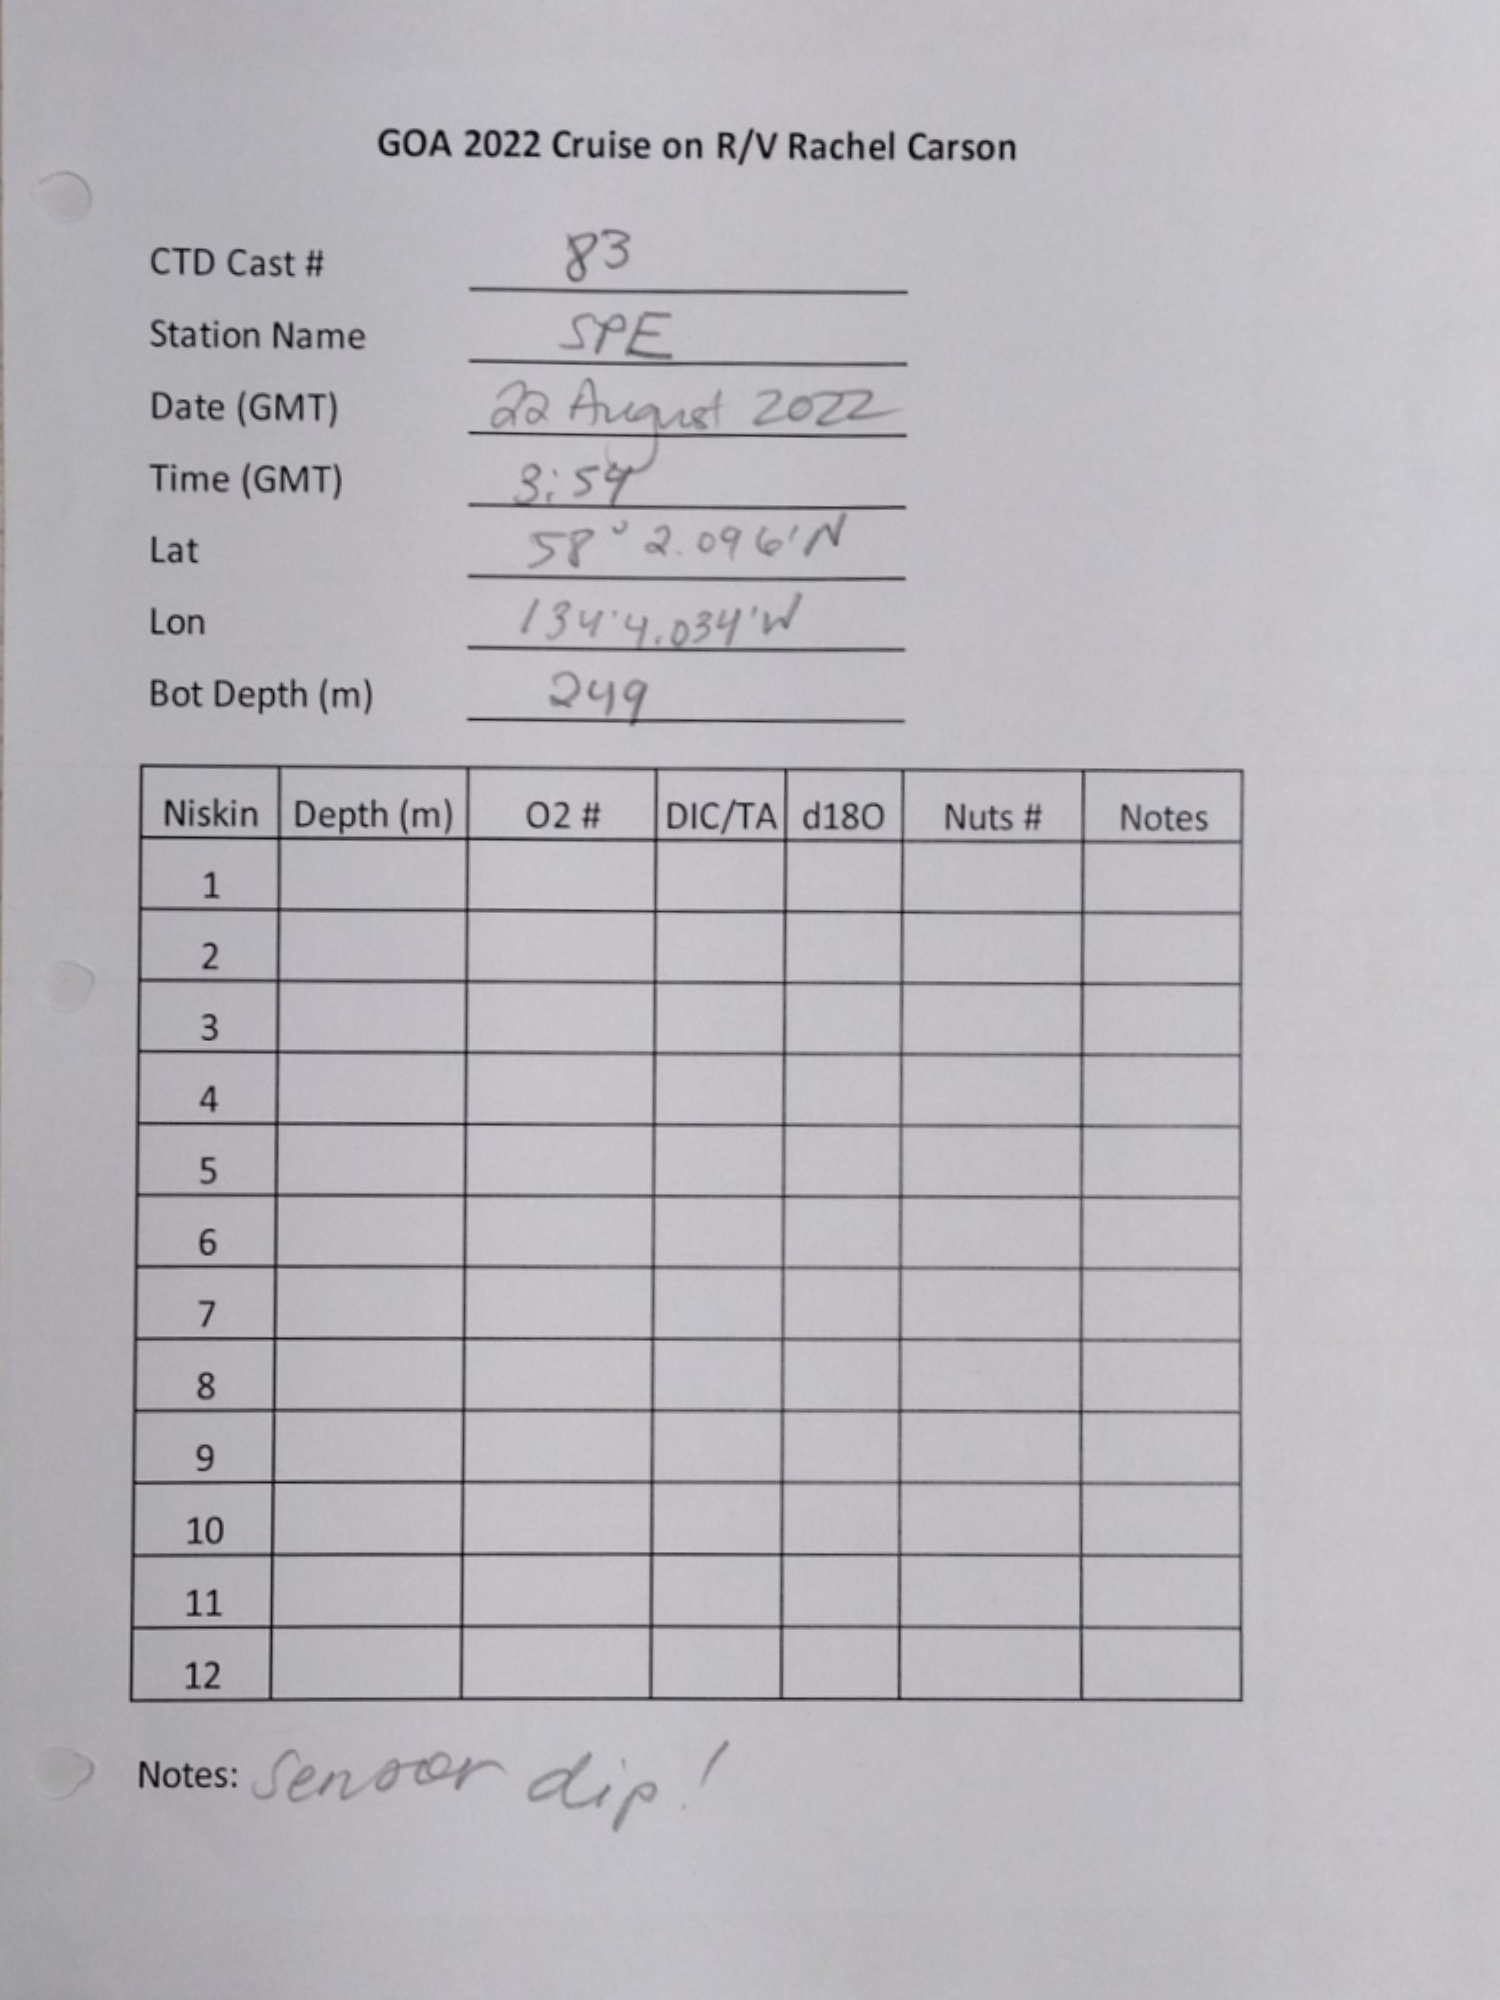 GOA 2022 Cruise on R/V Rachel Carson
CTD Cast # 83
Station Name SPE
Date (GMT) 22 August 2022
Time (GMT) 3:54
Lat 58° 2.096'N
Lon 134°4.034'W
Bot Depth (m) 249
Niskin Depth (m) O2 # DIC/TA d18O Nuts # Notes
1
2
3
4
5
6
7
8
9
10
11
12
Notes: Sensor dip!